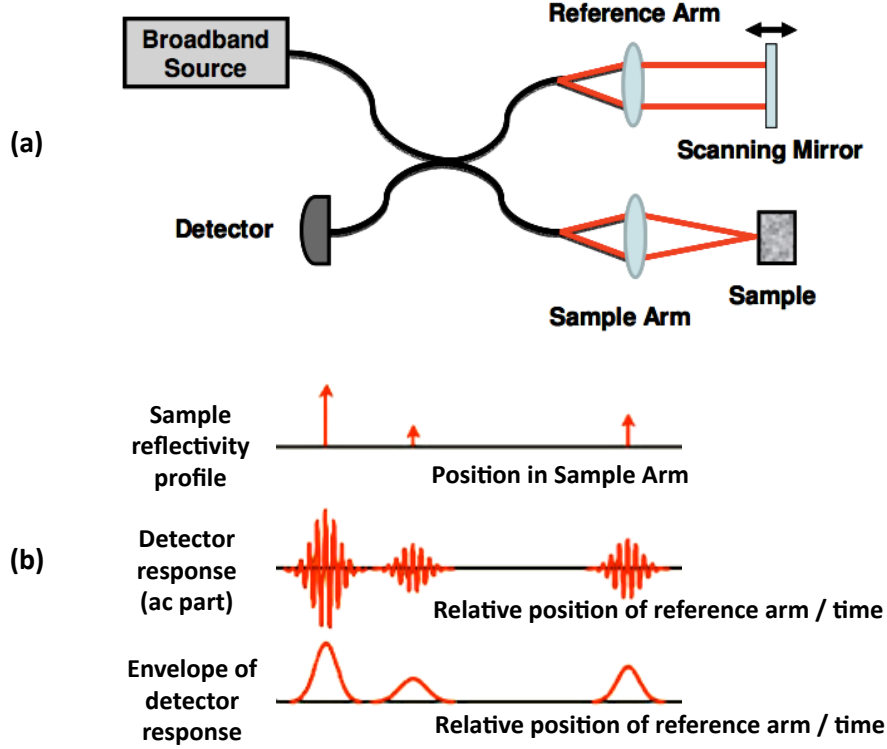 Reference Arm
Broadband
Source
(a)
Scanning Mirror
Detector
Sample
Sample Arm
Sample
reflectivity
profile
Position in Sample Arm
(b)
Detector
response
(ac part)
Relative position of reference arm / time
Envelope of
detector
response
Relative position of reference arm / time